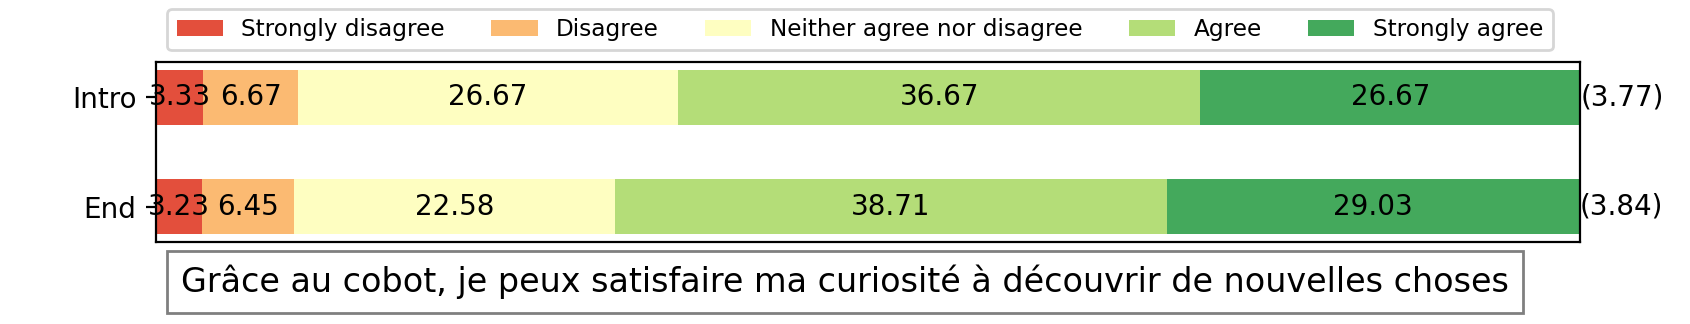 Strongly disagree Disagree Neither agree nor disagree Agree Strongly agree
Intro 3.33 6.67 26.67 36.67 26.67 (3.77)
End 3.23 6.45 22.58 38.71 29.03 (3.84)
Grâce au cobot, je peux satisfaire ma curiosité à découvrir de nouvelles choses